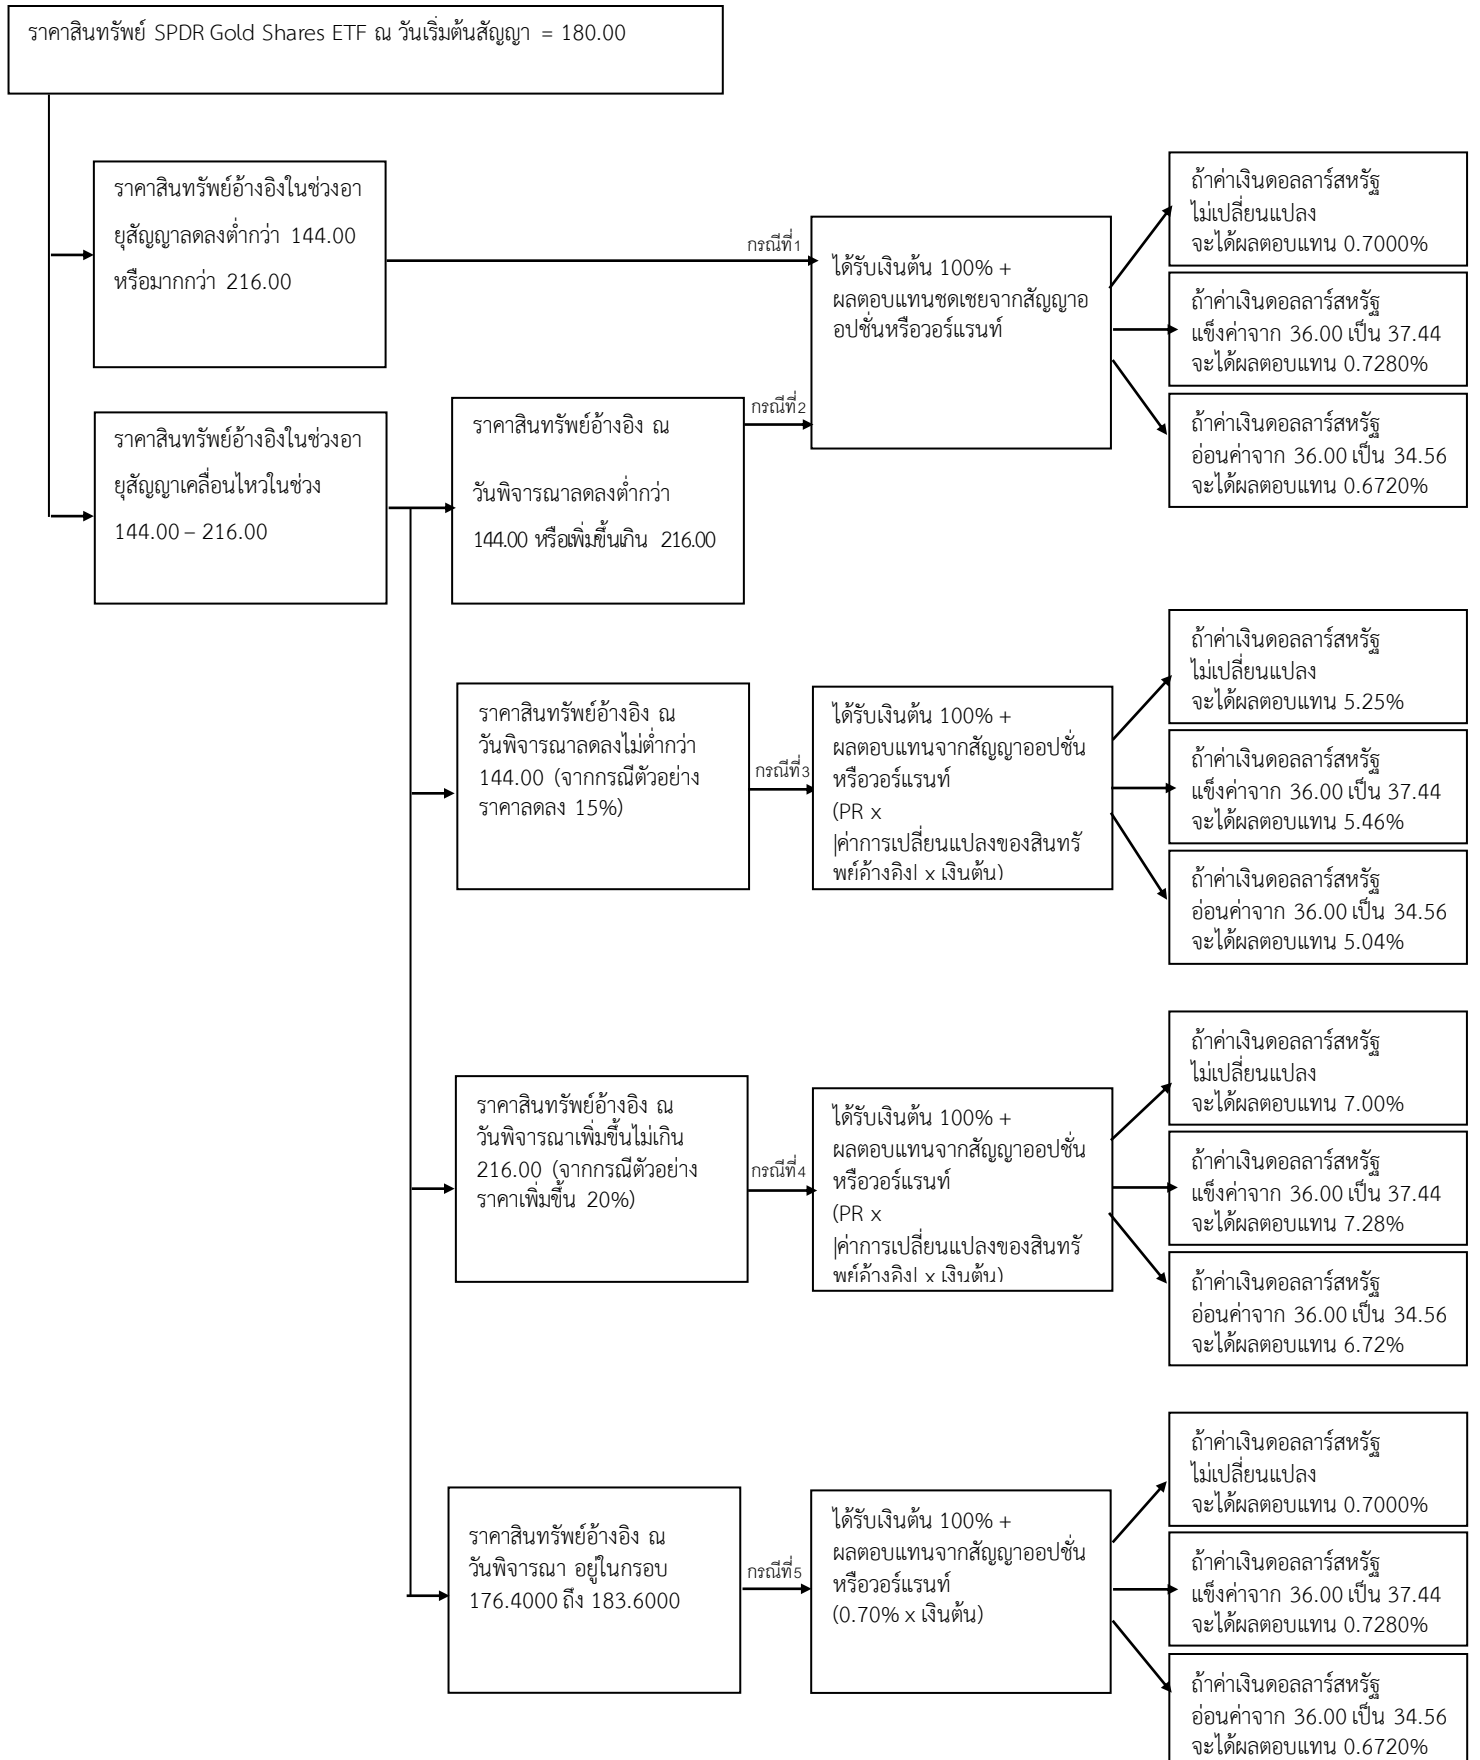 ราคาสินทรัพย์ SPDR Gold Shares ETF ณ วันเริ่มต้นสัญญา = 180.00
ราคาสินทรัพย์อ้างอิงในช่วงอา
ยุสัญญาลดลงต่ำกว่า 144.00
หรือมากกว่า 216.00
กรณีที่1
ได้รับเงินต้น 100% +
ผลตอบแทนชดเชยจากสัญญาอ
อปชั่นหรือวอร์แรนท์
ถ้าค่าเงินดอลลาร์สหรัฐ
ไม่เปลี่ยนแปลง
จะได้ผลตอบแทน 0.7000%
ถ้าค่าเงินดอลลาร์สหรัฐ
แข็งค่าจาก 36.00 เป็น 37.44
จะได้ผลตอบแทน 0.7280%
ถ้าค่าเงินดอลลาร์สหรัฐ
อ่อนค่าจาก 36.00 เป็น 34.56
จะได้ผลตอบแทน 0.6720%
ราคาสินทรัพย์อ้างอิงในช่วงอา
ยุสัญญาเคลื่อนไหวในช่วง
144.00 – 216.00
ราคาสินทรัพย์อ้างอิง ณ
วันพิจารณาลดลงต่ำกว่า
144.00 หรือเพิ่มขึ้นเกิน 216.00
กรณีที่2
ราคาสินทรัพย์อ้างอิง ณ
วันพิจารณาลดลงไม่ต่ำกว่า
144.00 (จากกรณีตัวอย่าง
ราคาลดลง 15%)
กรณีที่3
ได้รับเงินต้น 100% +
ผลตอบแทนจากสัญญาออปชั่น
หรือวอร์แรนท์
(PR x
|ค่าการเปลี่ยนแปลงของสินทรั
พย์อ้างอิง| x เงินต้น)
ถ้าค่าเงินดอลลาร์สหรัฐ
ไม่เปลี่ยนแปลง
จะได้ผลตอบแทน 5.25%
ถ้าค่าเงินดอลลาร์สหรัฐ
แข็งค่าจาก 36.00 เป็น 37.44
จะได้ผลตอบแทน 5.46%
ถ้าค่าเงินดอลลาร์สหรัฐ
อ่อนค่าจาก 36.00 เป็น 34.56
จะได้ผลตอบแทน 5.04%
ราคาสินทรัพย์อ้างอิง ณ
วันพิจารณาเพิ่มขึ้นไม่เกิน
216.00 (จากกรณีตัวอย่าง
ราคาเพิ่มขึ้น 20%)
กรณีที่4
ได้รับเงินต้น 100% +
ผลตอบแทนจากสัญญาออปชั่น
หรือวอร์แรนท์
(PR x
|ค่าการเปลี่ยนแปลงของสินทรั
พย์อ้างอิง| x เงินต้น)
ถ้าค่าเงินดอลลาร์สหรัฐ
ไม่เปลี่ยนแปลง
จะได้ผลตอบแทน 7.00%
ถ้าค่าเงินดอลลาร์สหรัฐ
แข็งค่าจาก 36.00 เป็น 37.44
จะได้ผลตอบแทน 7.28%
ถ้าค่าเงินดอลลาร์สหรัฐ
อ่อนค่าจาก 36.00 เป็น 34.56
จะได้ผลตอบแทน 6.72%
ราคาสินทรัพย์อ้างอิง ณ
วันพิจารณา อยู่ในกรอบ
176.4000 ถึง 183.6000
กรณีที่5
ได้รับเงินต้น 100% +
ผลตอบแทนจากสัญญาออปชั่น
หรือวอร์แรนท์
(0.70% x เงินต้น)
ถ้าค่าเงินดอลลาร์สหรัฐ
ไม่เปลี่ยนแปลง
จะได้ผลตอบแทน 0.7000%
ถ้าค่าเงินดอลลาร์สหรัฐ
แข็งค่าจาก 36.00 เป็น 37.44
จะได้ผลตอบแทน 0.7280%
ถ้าค่าเงินดอลลาร์สหรัฐ
อ่อนค่าจาก 36.00 เป็น 34.56
จะได้ผลตอบแทน 0.6720%